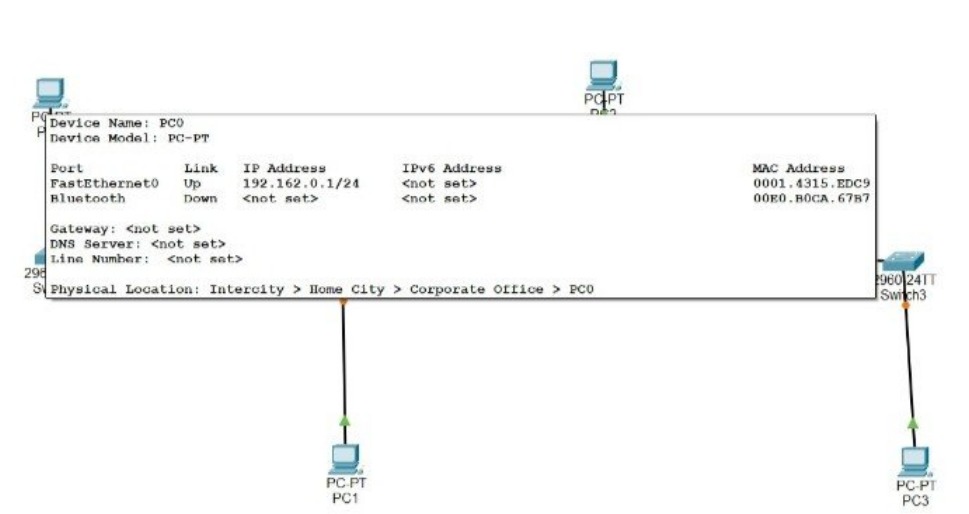 PC-PT
Device Name: PC0
Device Model: PC-PT
Port Link IP Address IPv6 Address MAC Address
FastEthernet0 Up 192.162.0.1/24 <not set> 0001.4315.EDC9
Bluetooth Down <not set> <not set> 00E0.B0CA.67B7
Gateway: <not set>
DNS Server: <not set>
Line Number: <not set>
Physical Location: Intercity > Home City > Corporate Office > PC0
2960-24TT
Switch3
PC-PT
PC1
PC-PT
PC3